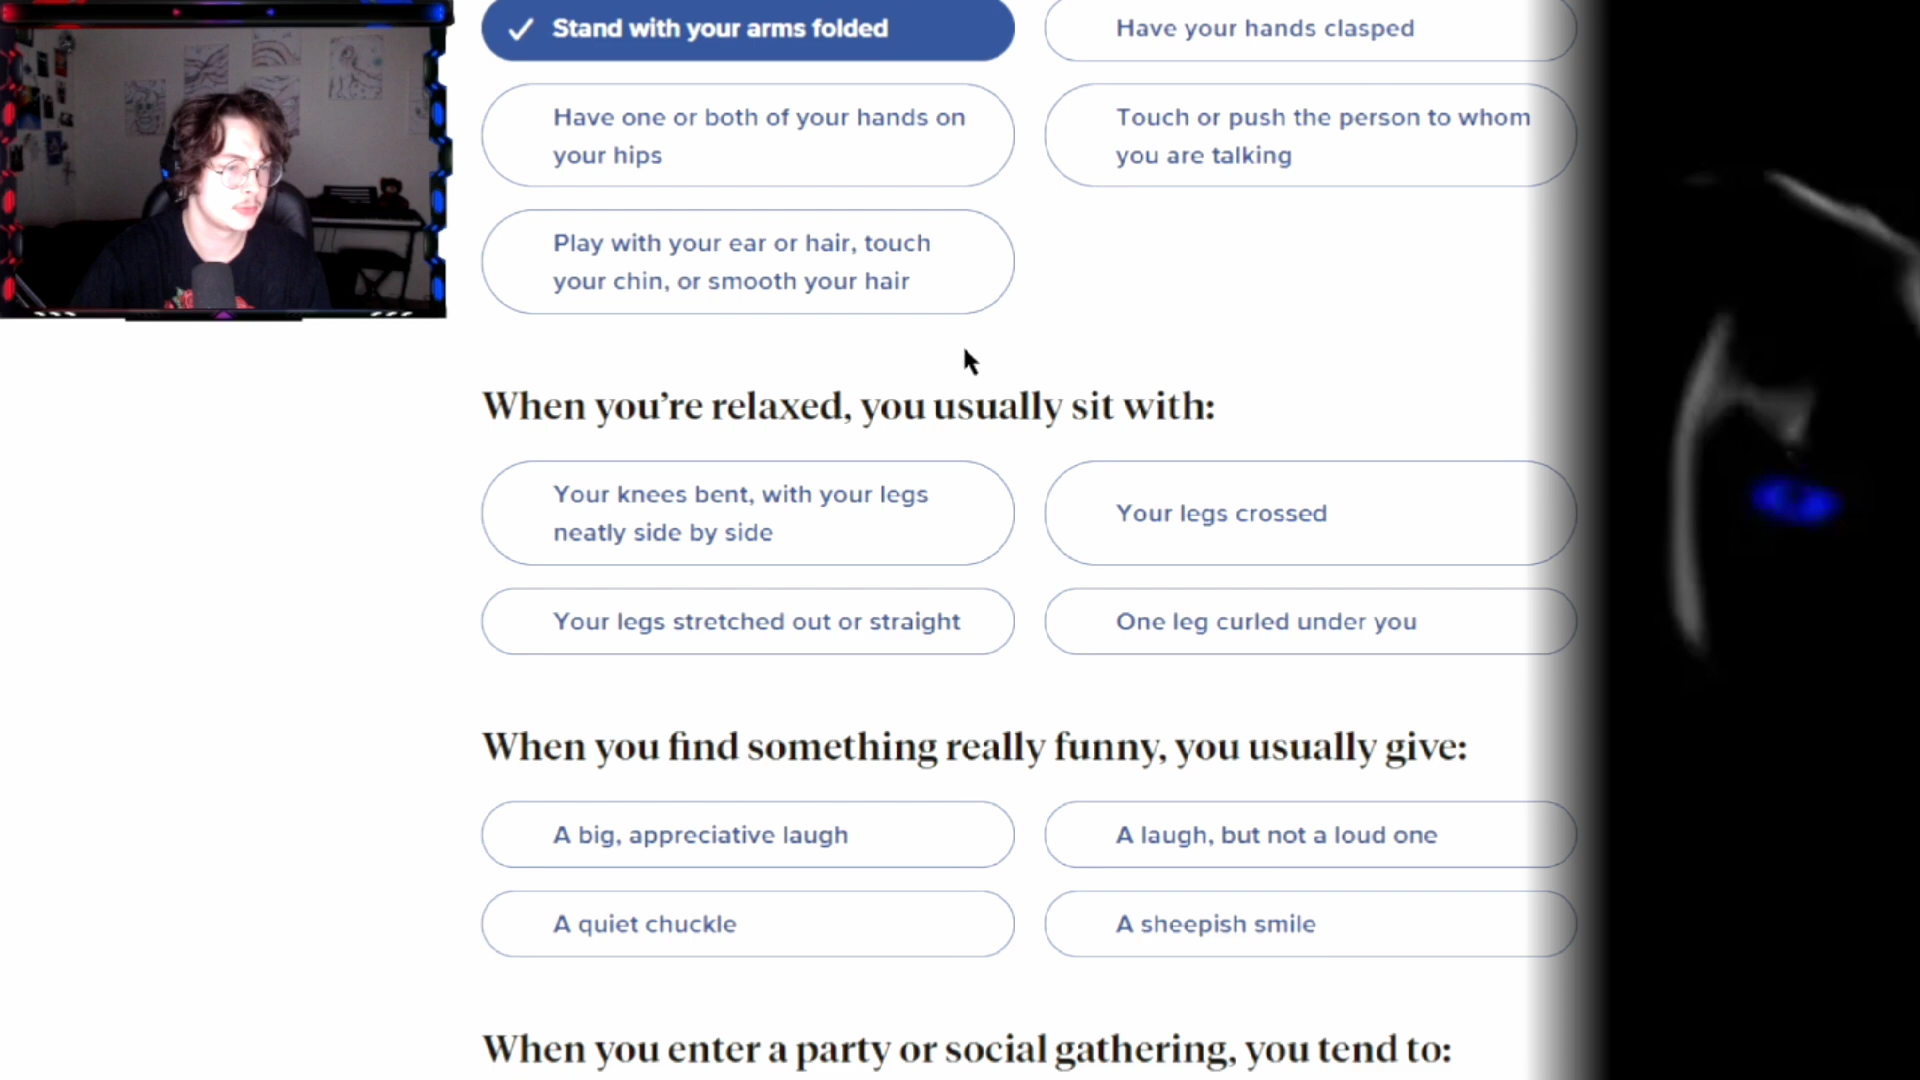 Stand with your arms folded
Have your hands clasped
Have one or both of your hands on
your hips
Touch or push the person to whom
you are talking
Play with your ear or hair, touch
your chin, or smooth your hair
When you’re relaxed, you usually sit with:
Your knees bent, with your legs
neatly side by side
Your legs crossed
Your legs stretched out or straight
One leg curled under you
When you find something really funny, you usually give:
A big, appreciative laugh
A laugh, but not a loud one
A quiet chuckle
A sheepish smile
When you enter a party or social gathering, you tend to: